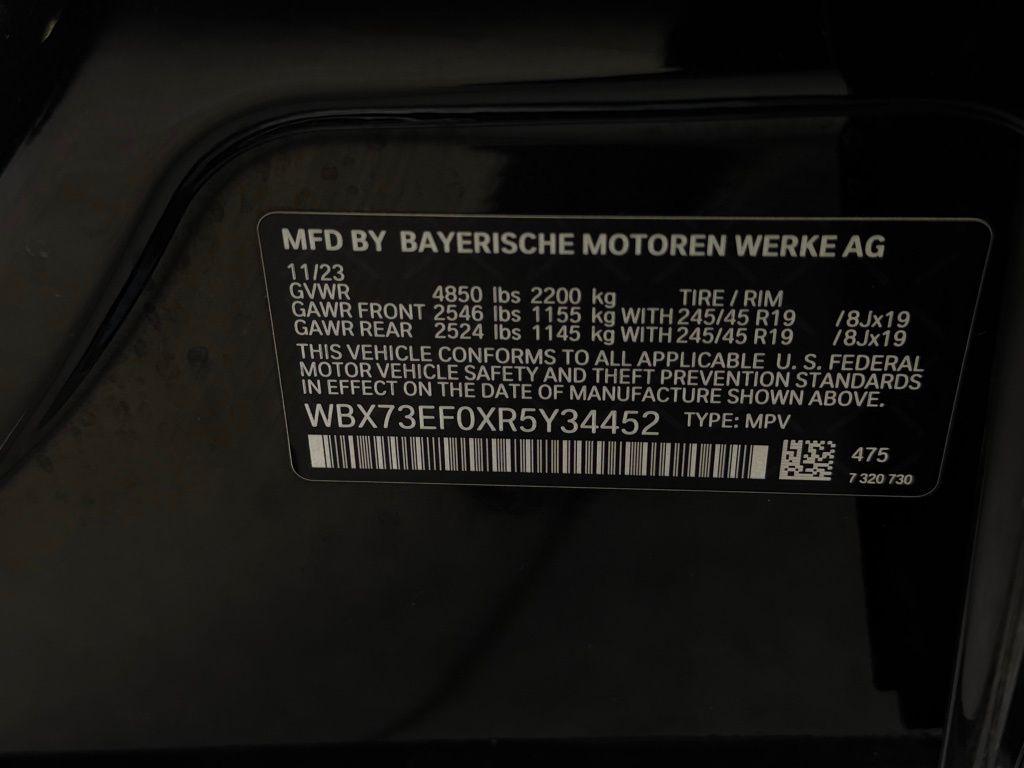 MFD BY BAYERISCHE MOTOREN WERKE AG
11/23
GVWR 4850 lbs 2200 kg TIRE / RIM
GAWR FRONT 2546 lbs 1155 kg WITH 245/45 R19 /8Jx19
GAWR REAR 2524 lbs 1145 kg WITH 245/45 R19 /8Jx19
THIS VEHICLE CONFORMS TO ALL APPLICABLE U. S. FEDERAL
MOTOR VEHICLE SAFETY AND THEFT PREVENTION STANDARDS
IN EFFECT ON THE DATE OF MANUFACTURE SHOWN ABOVE.
WBX73EF0XR5Y34452 TYPE: MPV
475
7 320 730